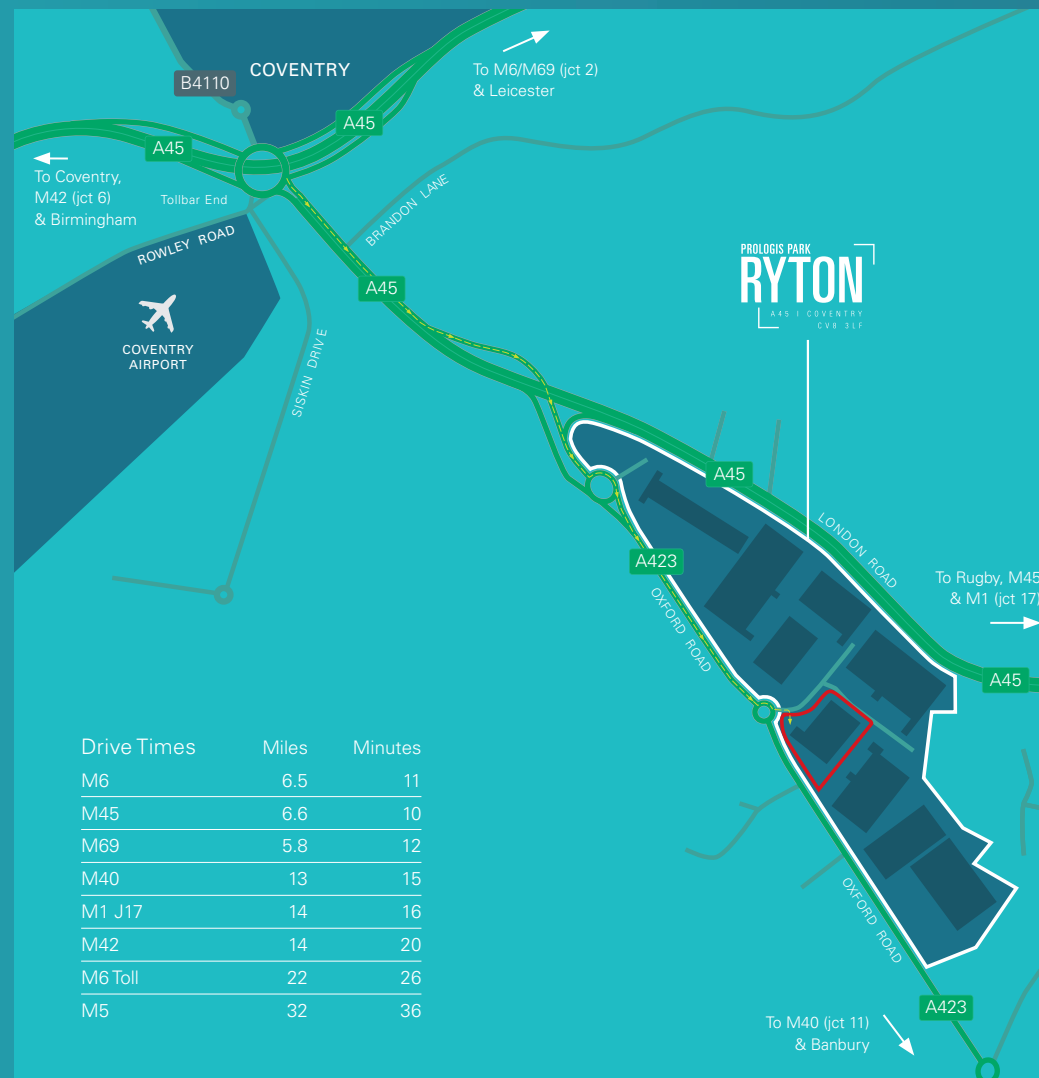 COVENTRY
B4110
To M6/M69 (jct 2)
& Leicester
A45
A45
To Coventry,
M42 (jct 6)
& Birmingham
Tollbar End
BRANDON LANE
ROWLEY ROAD
A45
COVENTRY
AIRPORT
SISKIN DRIVE
PROLOGIS PARK
RYTON
A45 | COVENTRY
CV8 3LF
A45
LONDON ROAD
A423
OXFORD ROAD
To Rugby, M45
& M1 (jct 17)
A45
Drive Times Miles Minutes
M6 6.5 11
M45 6.6 10
M69 5.8 12
M40 13 15
M1 J17 14 16
M42 14 20
M6 Toll 22 26
M5 32 36
OXFORD ROAD
A423
To M40 (jct 11)
& Banbury